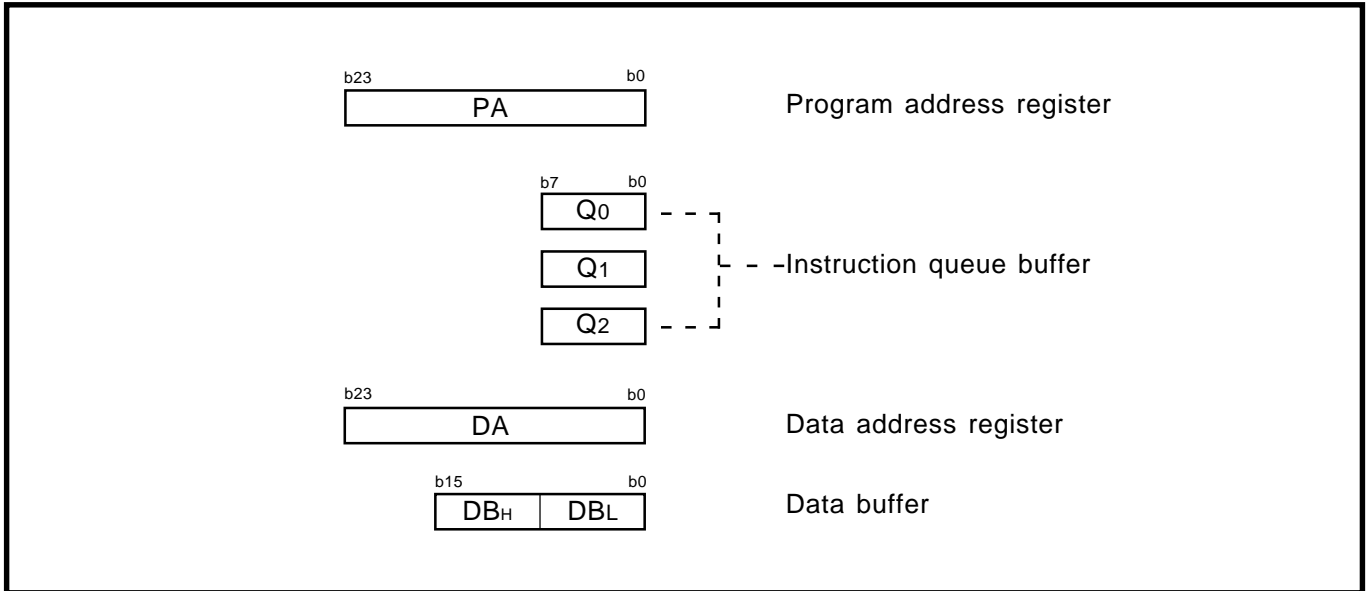 b23 b0
PA Program address register
b7 b0
Q0
Q1 Instruction queue buffer
Q2
b23 b0
DA Data address register
b15 b0
DBH DBL Data buffer